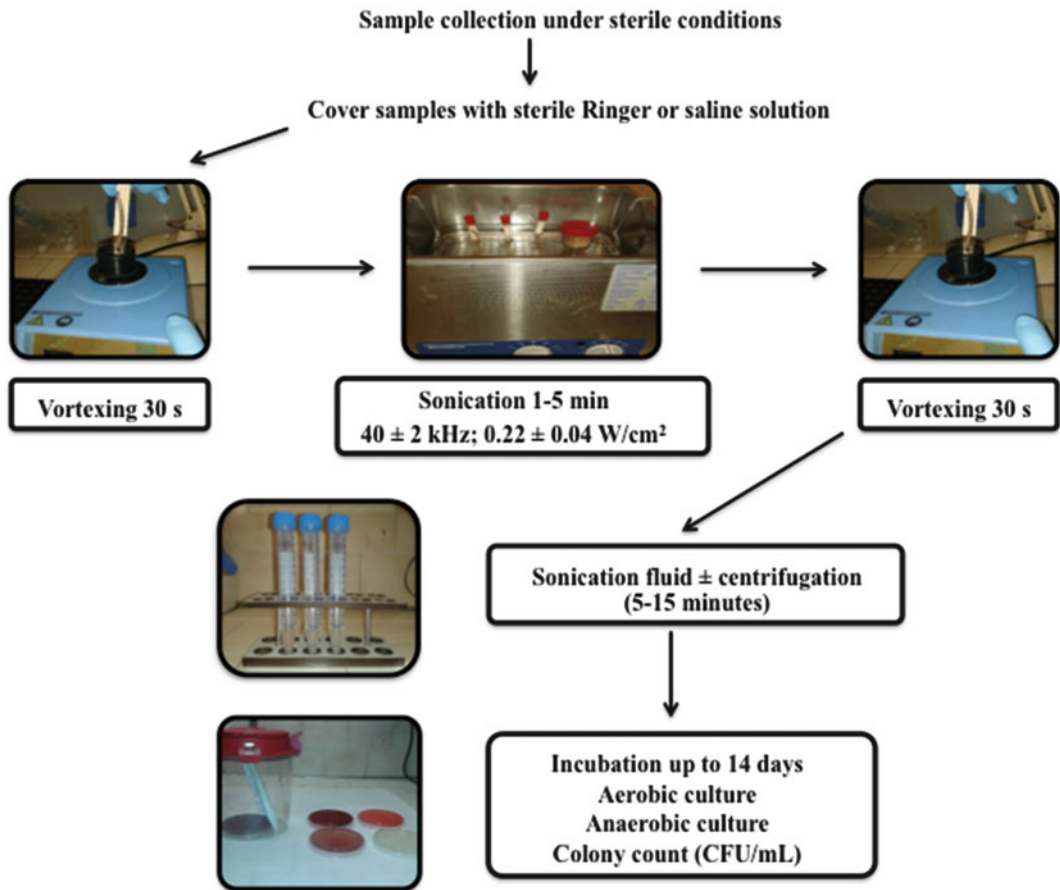 Sample collection under sterile conditions
Cover samples with sterile Ringer or saline solution
Vortexing 30 s
Sonication 1-5 min
40 ± 2 kHz; 0.22 ± 0.04 W/cm²
Vortexing 30 s
Sonication fluid ± centrifugation
(5-15 minutes)
Incubation up to 14 days
Aerobic culture
Anaerobic culture
Colony count (CFU/mL)